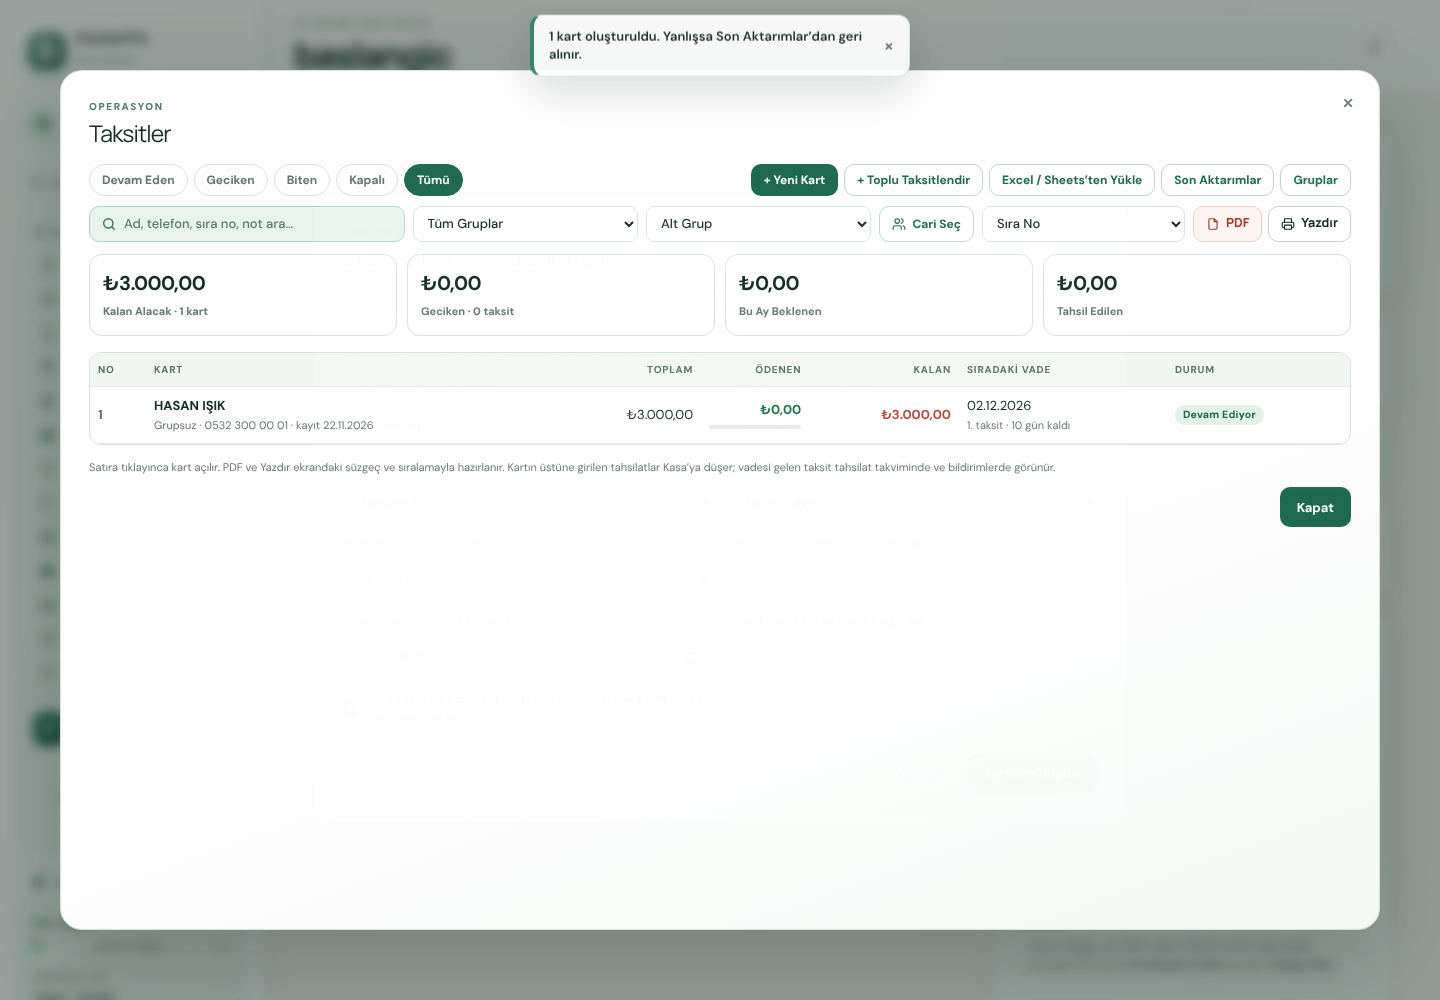 1 kart oluşturuldu. Yanlışsa Son Aktarımlar’dan geri
alınır.
×
OPERASYON
×
Taksitler
Devam Eden
Geciken
Biten
Kapalı
Tümü
+ Yeni Kart
+ Toplu Taksitlendir
Excel / Sheets’ten Yükle
Son Aktarımlar
Gruplar
Ad, telefon, sıra no, not ara…
Tüm Gruplar
Alt Grup
Cari Seç
Sıra No
PDF
Yazdır
₺3.000,00
Kalan Alacak · 1 kart
₺0,00
Geciken · 0 taksit
₺0,00
Bu Ay Beklenen
₺0,00
Tahsil Edilen
NO KART TOPLAM ÖDENEN KALAN SIRADAKİ VADE DURUM
1
HASAN IŞIK
Grupsuz · 0532 300 00 01 · kayıt 22.11.2026
₺3.000,00
₺0,00
₺3.000,00
02.12.2026
1. taksit · 10 gün kaldı
Devam Ediyor
Satıra tıklayınca kart açılır. PDF ve Yazdır ekrandaki süzgeç ve sıralamayla hazırlanır. Kartın üstüne girilen tahsilatlar Kasa’ya düşer; vadesi gelen taksit tahsilat takviminde ve bildirimlerde görünür.
Kapat
baslangic